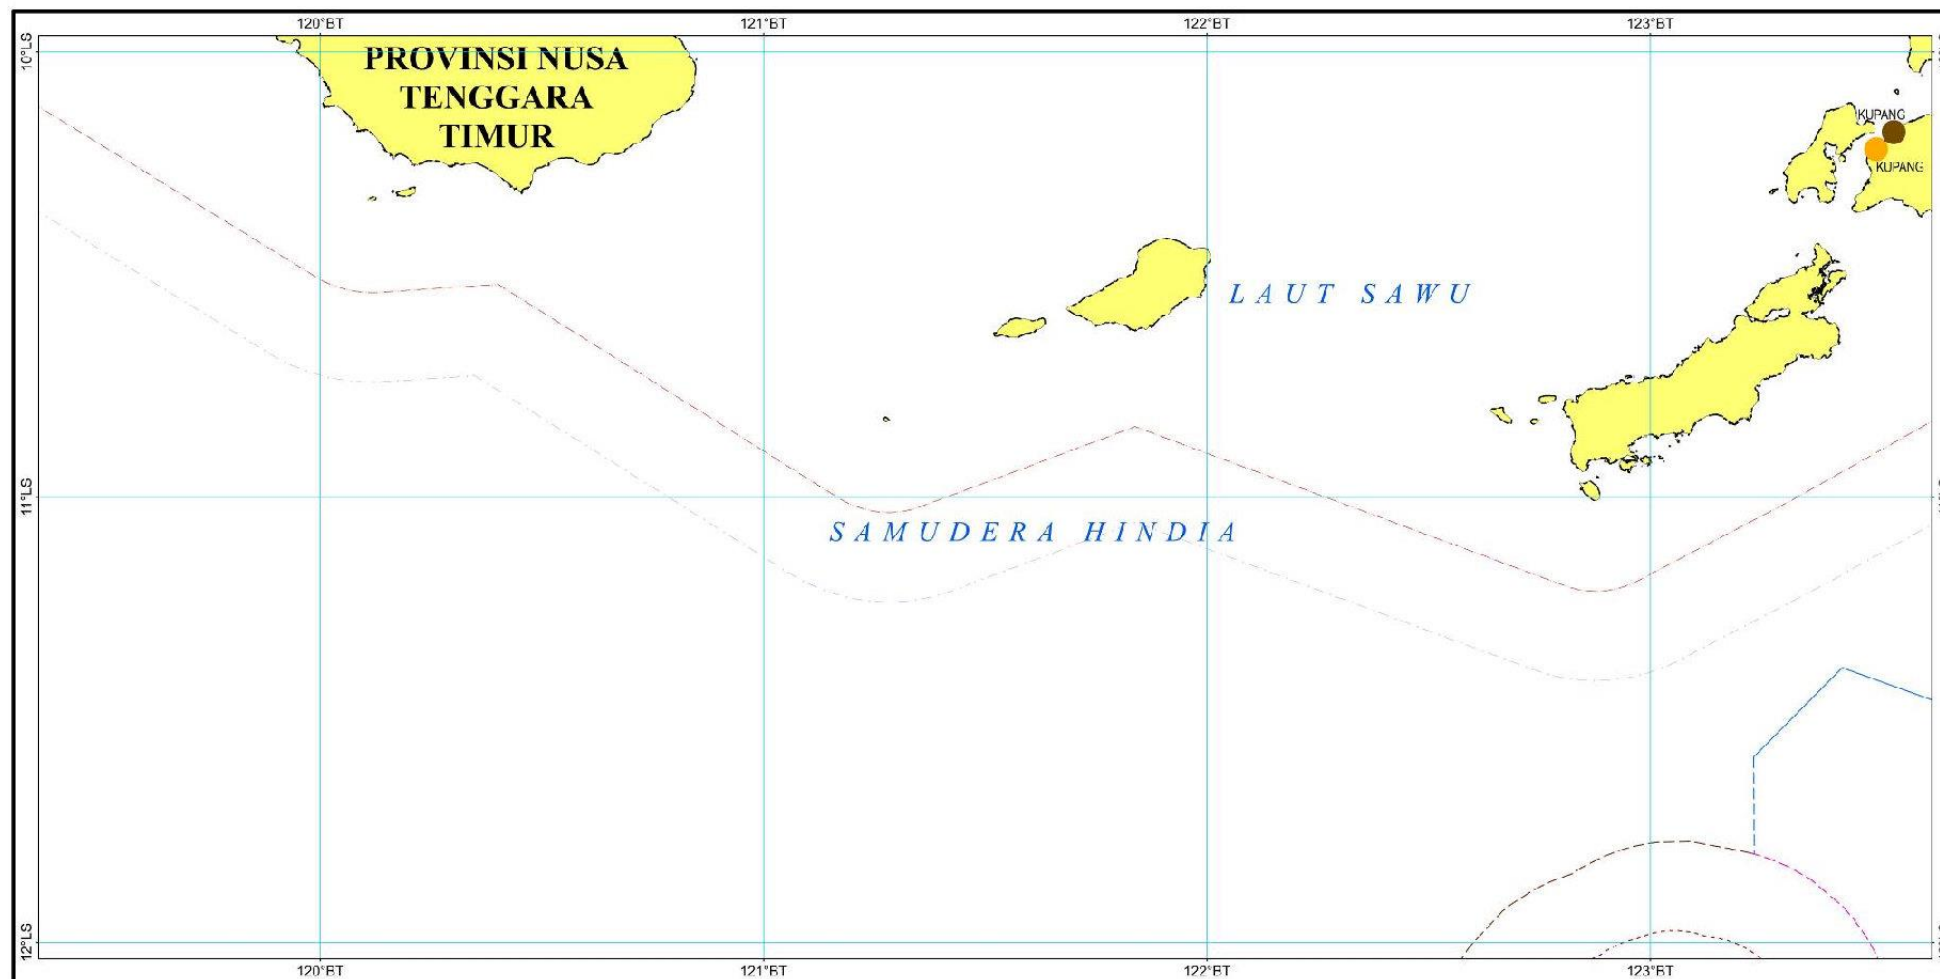 120°BT
121°BT
122°BT
123°BT
10°LS
PROVINSI NUSA
TENGGARA
TIMUR
KUPANG
KUPANG
LAUT SAWU
11°LS
SAMUDERA HINDIA
12°LS
120°BT
121°BT
122°BT
123°BT